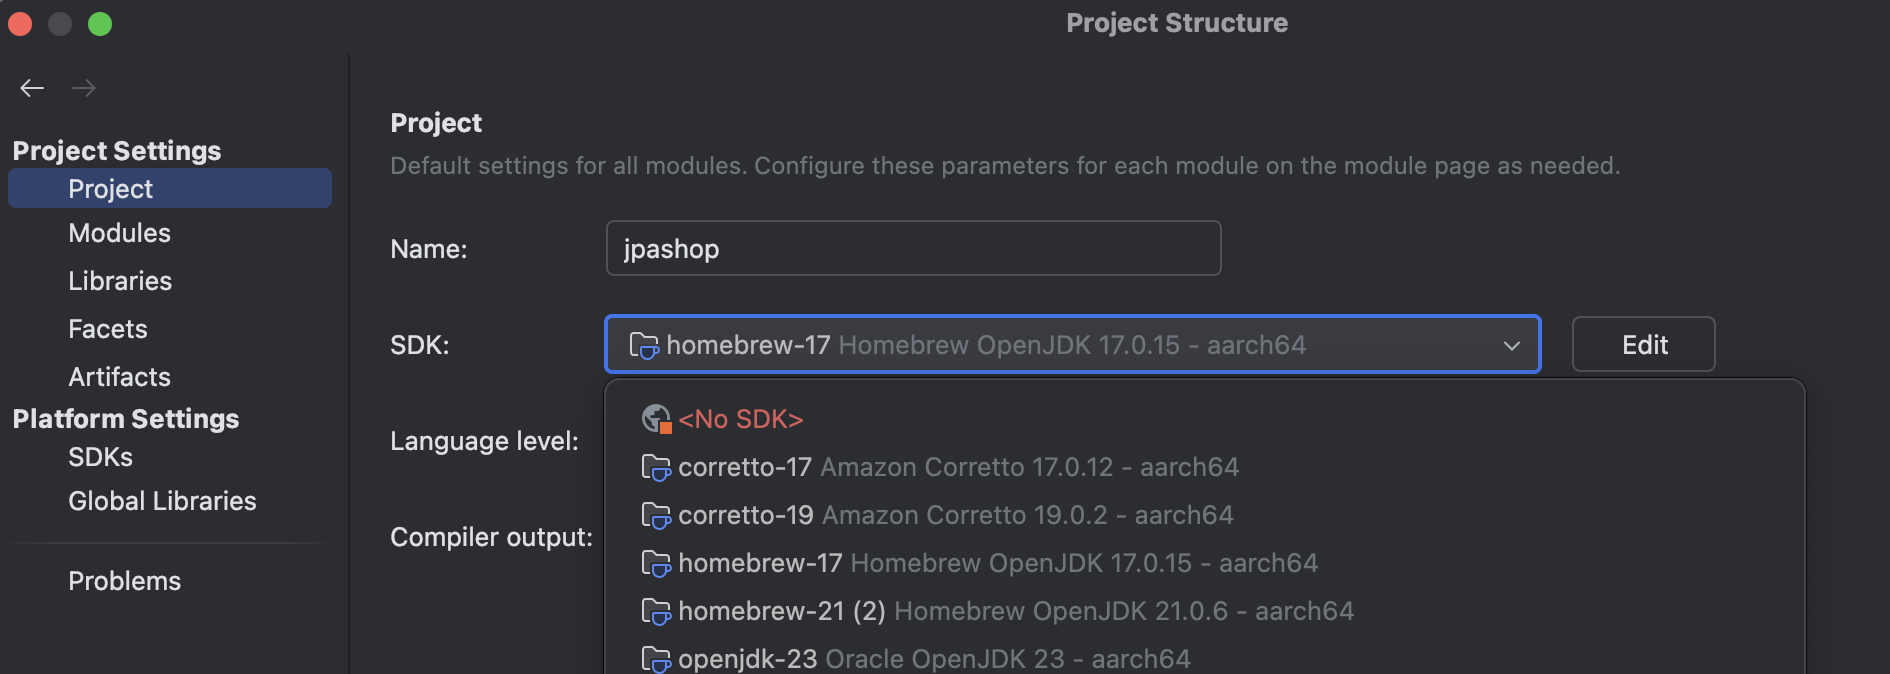 Project Structure
Project Settings
Project
Modules
Libraries
Facets
Artifacts
Platform Settings
SDKs
Global Libraries
Problems
Project
Default settings for all modules. Configure these parameters for each module on the module page as needed.
Name: jpashop
SDK: homebrew-17 Homebrew OpenJDK 17.0.15 - aarch64 Edit
<No SDK>
Language level:
corretto-17 Amazon Corretto 17.0.12 - aarch64
corretto-19 Amazon Corretto 19.0.2 - aarch64
Compiler output:
homebrew-17 Homebrew OpenJDK 17.0.15 - aarch64
homebrew-21 (2) Homebrew OpenJDK 21.0.6 - aarch64
openjdk-23 Oracle OpenJDK 23 - aarch64